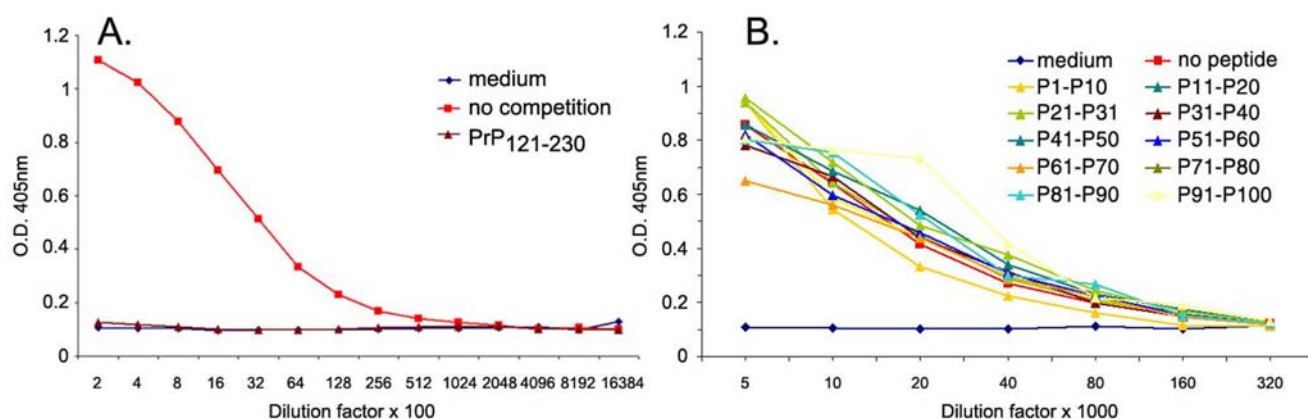 A.
1.2
1
0.8
0.6
0.4
0.2
0
O.D. 405nm
medium
no competition
PrP121-230
2 4 8 16 32 64 128 256 512 1024 2048 4096 8192 16384
Dilution factor x 100
B.
1.2
1
0.8
0.6
0.4
0.2
0
O.D. 405nm
medium no peptide
P1-P10 P11-P20
P21-P31 P31-P40
P41-P50 P51-P60
P61-P70 P71-P80
P81-P90 P91-P100
5 10 20 40 80 160 320
Dilution factor x 1000